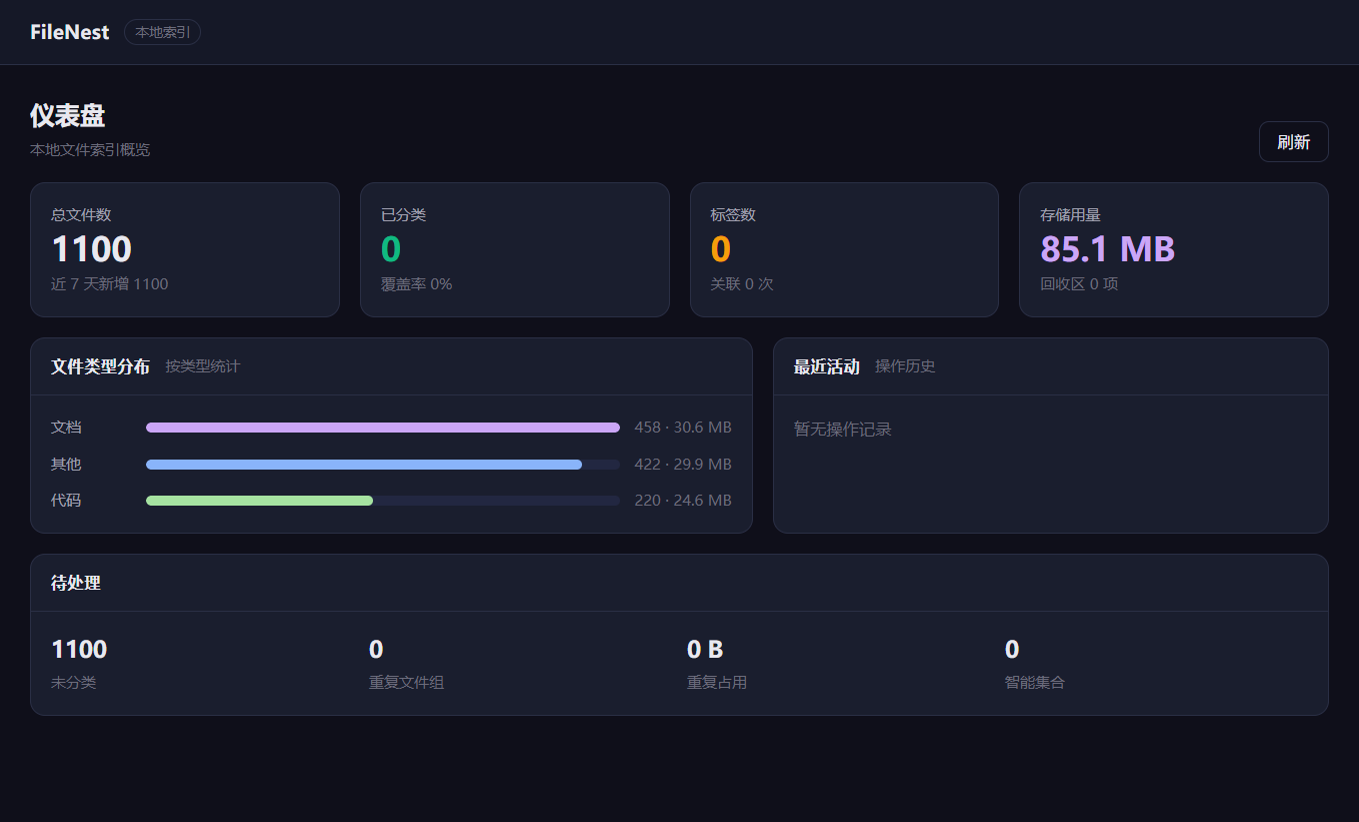 FileNest 本地索引
仪表盘
本地文件索引概览
刷新
总文件数
1100
近 7 天新增 1100
已分类
0
覆盖率 0%
标签数
0
关联 0 次
存储用量
85.1 MB
回收区 0 项
文件类型分布 按类型统计
文档 458 · 30.6 MB
其他 422 · 29.9 MB
代码 220 · 24.6 MB
最近活动 操作历史
暂无操作记录
待处理
1100
未分类
0
重复文件组
0 B
重复占用
0
智能集合